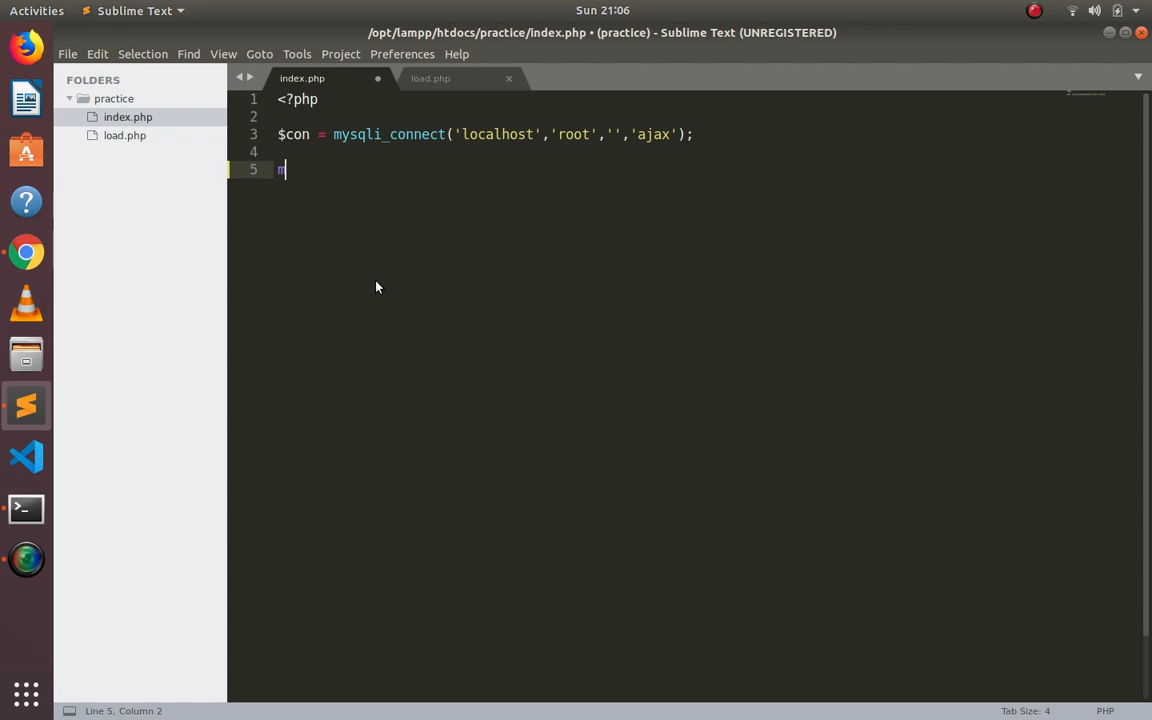 Activities Sublime Text Sun 21:06
/opt/lampp/htdocs/practice/index.php • (practice) - Sublime Text (UNREGISTERED)
File Edit Selection Find View Goto Tools Project Preferences Help
FOLDERS
practice
index.php
load.php
index.php load.php
1 <?php
2
3 $con = mysqli_connect('localhost','root','','ajax');
4
5 m
Line 5, Column 2 Tab Size: 4 PHP